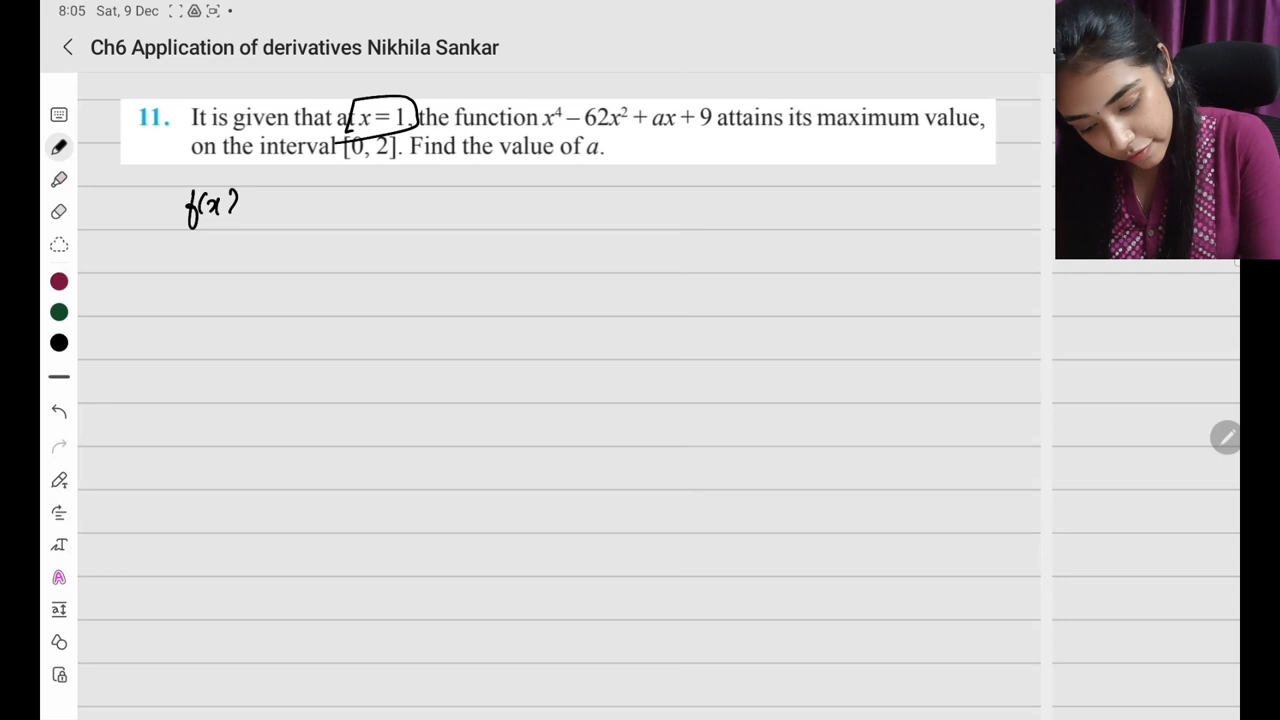 8:05 Sat, 9 Dec
Ch6 Application of derivatives Nikhila Sankar
11. It is given that at x = 1, the function x⁴ – 62x² + ax + 9 attains its maximum value,
on the interval [0, 2]. Find the value of a.
f(x)